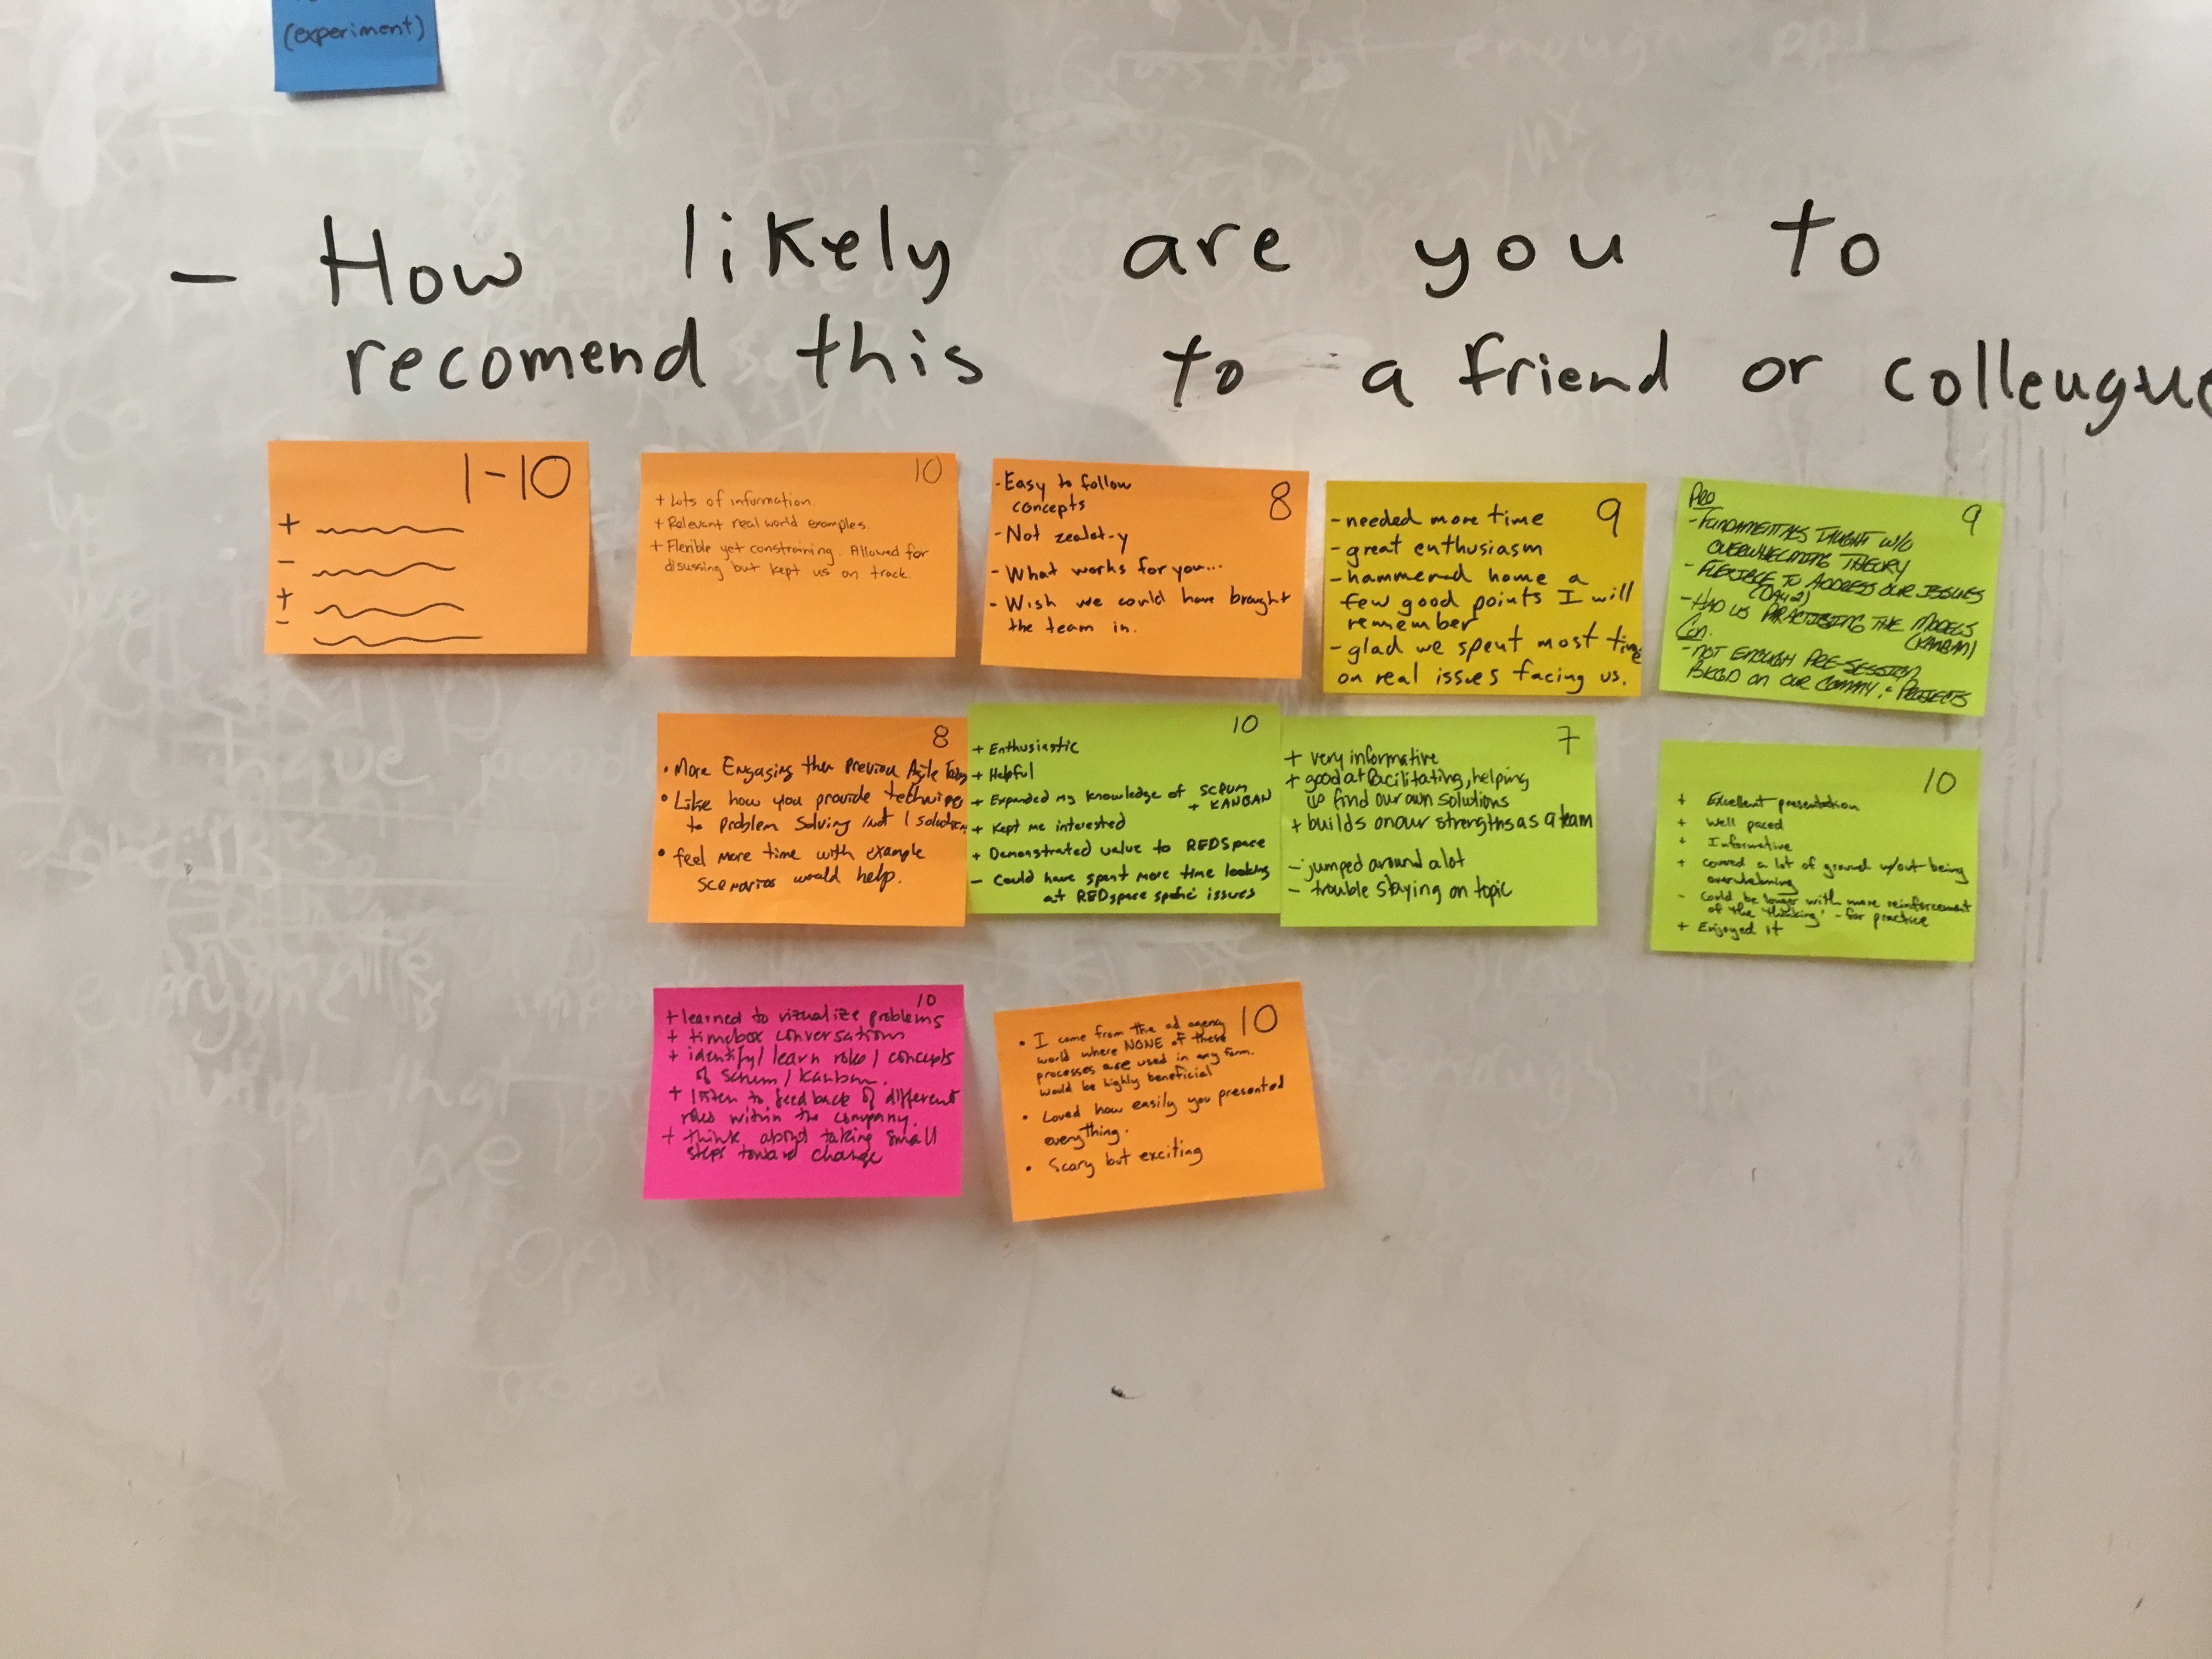 (experiment)
- How likely are you to
recomend this to a friend or colleugue
1-10
+
-
+
-
10
+ Lots of information.
+ Relevant real world examples.
+ Flexible yet constraining. Allowed for
disussing but kept us on track.
8
- Easy to follow
concepts
- Not zealot-y
- What works for you...
- Wish we could have brought
the team in.
9
- needed more time
- great enthusiasm
- hammered home a
few good points I will
remember
- glad we spent most time
on real issues facing us.
9
PRO
- FUNDAMENTALS TAUGHT W/O
OVERWHELMING THEORY
- FLEXIBLE TO ADDRESS OUR ISSUES
(DAY 2)
- HAD US PRACTISING THE MODELS
(KANBAN)
CON.
- NOT ENOUGH PRE-SESSION
BKGD ON OUR COMPANY & PROJECTS
8
• More Engaging then Previous Agile
• Like how you provide techniques
to problem solving not 1 solution
• feel more time with example
scenarios would help.
10
+ Enthusiastic
+ Helpful
+ Expanded my knowledge of SCRUM
+ KANBAN
+ Kept me interested
+ Demonstrated value to REDSpace
- Could have spent more time looking
at REDspace specific issues
7
+ very informative
+ good at facilitating, helping
us find our own solutions
+ builds on our strengths as a team
- jumped around a lot
- trouble staying on topic
10
+ Excellent presentation
+ Well paced
+ Informative
+ covered a lot of ground w/out being
overwhelming
- Could be longer with more reinforcement
of the 'thinking' - for practice
+ Enjoyed it
10
+ learned to vizualize problems
+ timebox conversations
+ identify/ learn roles / concepts
of scrum / kanban.
+ listen to feedback of different
roles within the company.
+ think about taking small
steps toward change
10
• I come from the ad agency
world where NONE of these
processes are used in any form.
would be highly beneficial
• Loved how easily you presented
everything.
• Scary but exciting